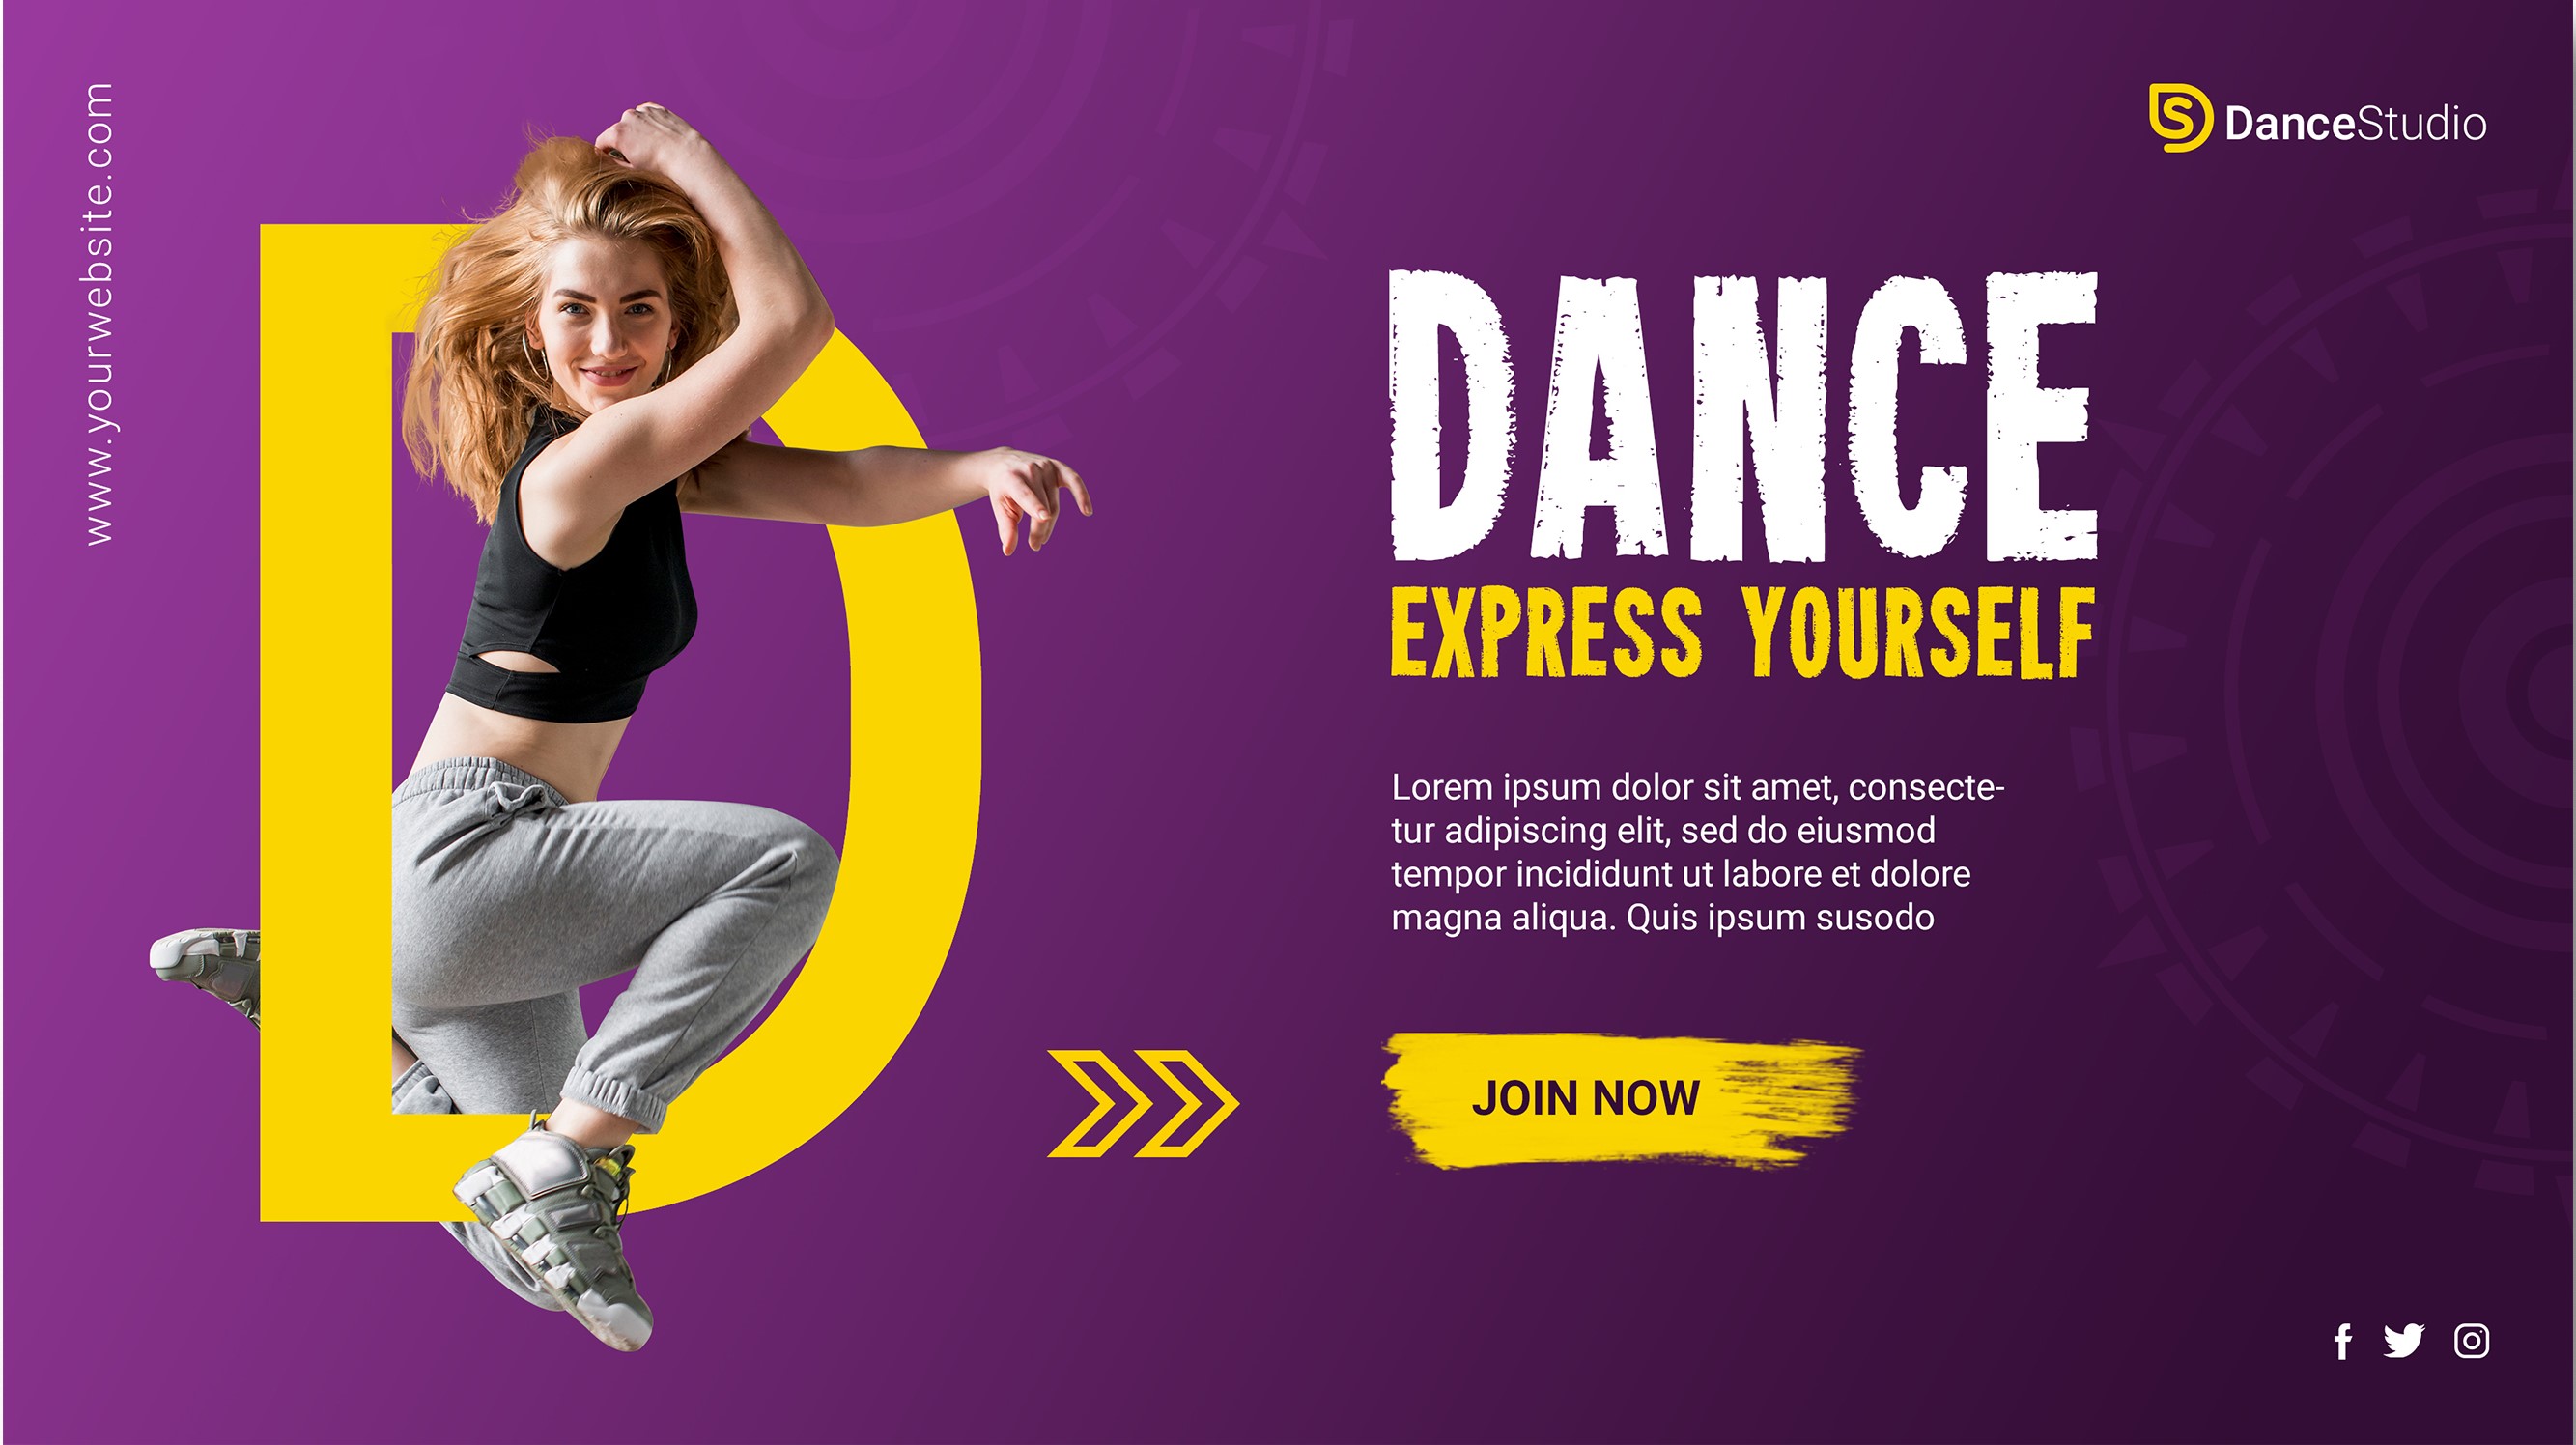 www.yourwebsite.com
DanceStudio
DANCE
EXPRESS YOURSELF
Lorem ipsum dolor sit amet, consecte-
tur adipiscing elit, sed do eiusmod
tempor incididunt ut labore et dolore
magna aliqua. Quis ipsum susodo
JOIN NOW